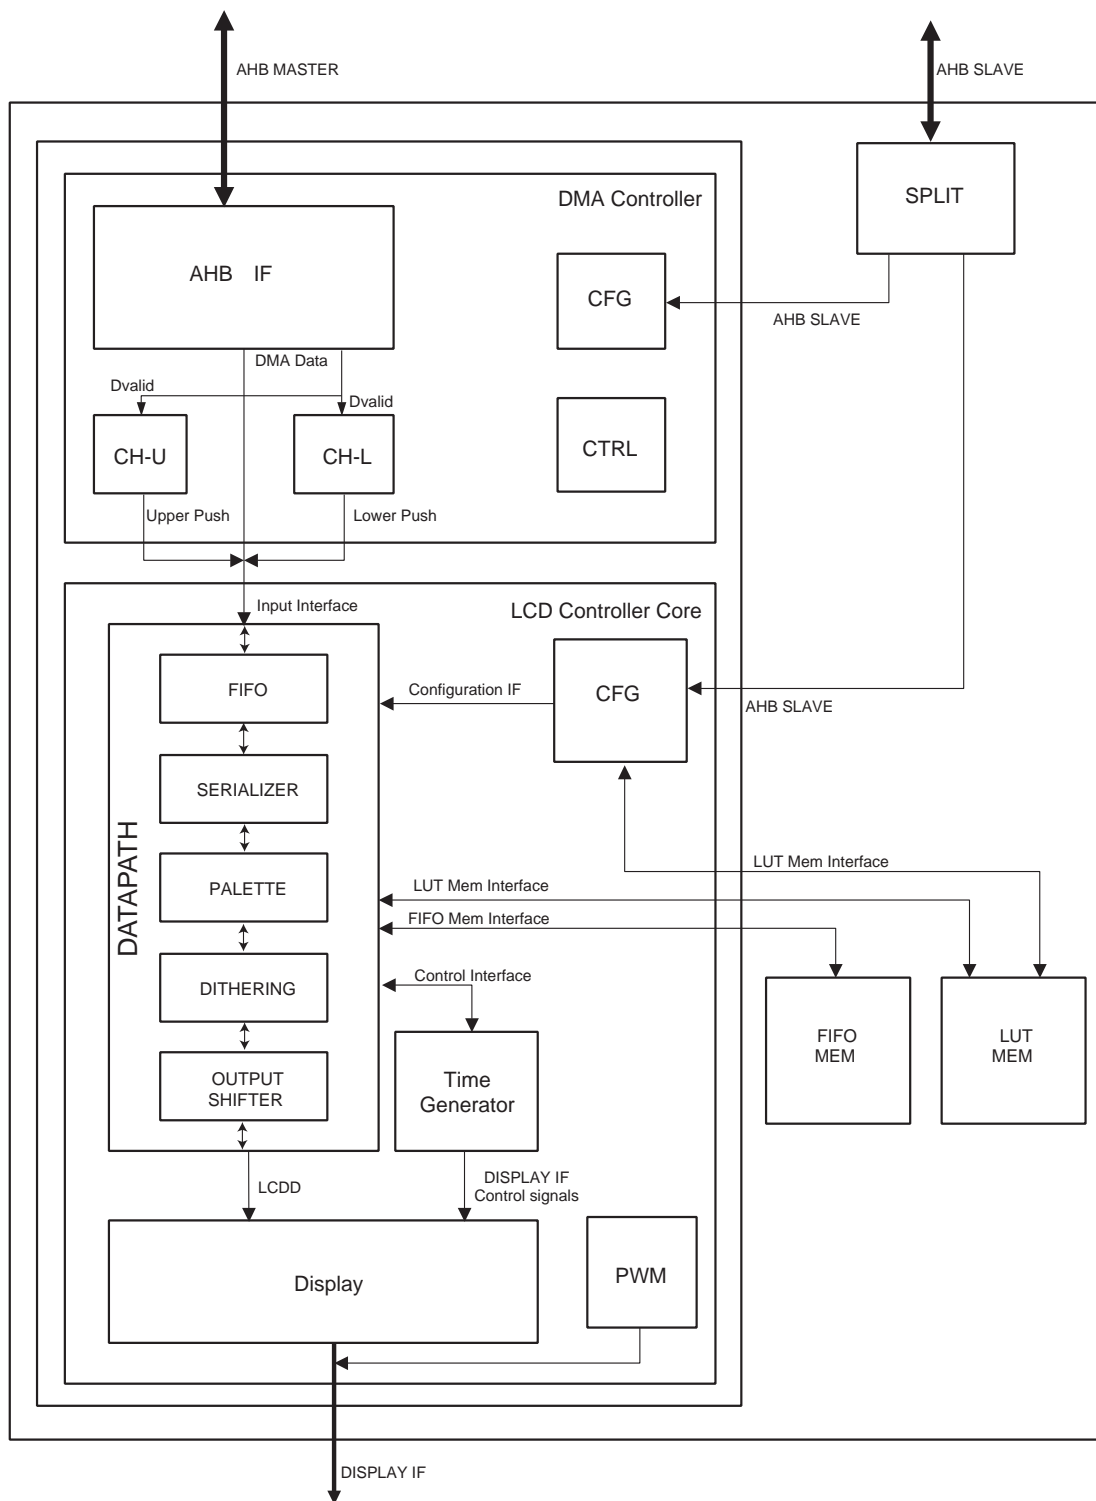 AHB MASTER
AHB SLAVE
DMA Controller
SPLIT
AHB IF
CFG
AHB SLAVE
DMA Data
Dvalid
Dvalid
CH-U
CH-L
CTRL
Upper Push
Lower Push
Input Interface
LCD Controller Core
FIFO
Configuration IF
CFG
AHB SLAVE
SERIALIZER
DATAPATH
PALETTE
LUT Mem Interface
LUT Mem Interface
FIFO Mem Interface
DITHERING
Control Interface
FIFO
MEM
LUT
MEM
OUTPUT
SHIFTER
Time
Generator
LCDD
DISPLAY IF
Control signals
Display
PWM
DISPLAY IF